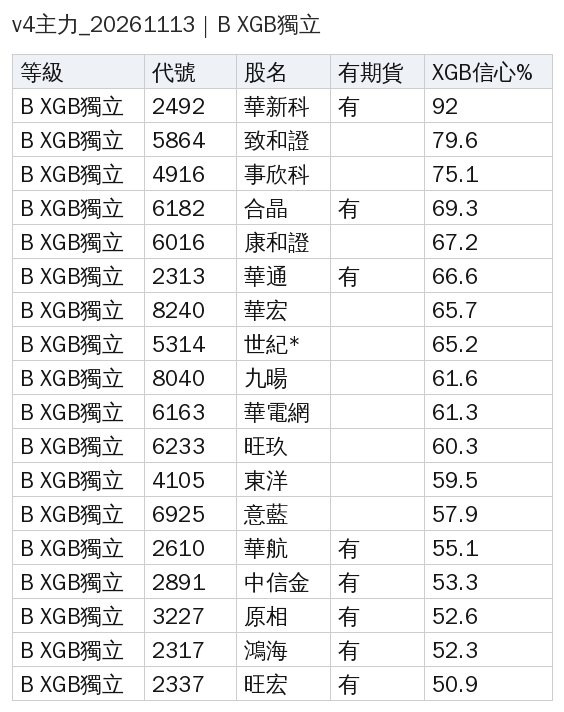 v4主力_20261113｜B XGB獨立
等級 代號 股名 有期貨 XGB信心%
B XGB獨立 2492 華新科 有 92
B XGB獨立 5864 致和證 79.6
B XGB獨立 4916 事欣科 75.1
B XGB獨立 6182 合晶 有 69.3
B XGB獨立 6016 康和證 67.2
B XGB獨立 2313 華通 有 66.6
B XGB獨立 8240 華宏 65.7
B XGB獨立 5314 世紀* 65.2
B XGB獨立 8040 九暘 61.6
B XGB獨立 6163 華電網 61.3
B XGB獨立 6233 旺玖 60.3
B XGB獨立 4105 東洋 59.5
B XGB獨立 6925 意藍 57.9
B XGB獨立 2610 華航 有 55.1
B XGB獨立 2891 中信金 有 53.3
B XGB獨立 3227 原相 有 52.6
B XGB獨立 2317 鴻海 有 52.3
B XGB獨立 2337 旺宏 有 50.9